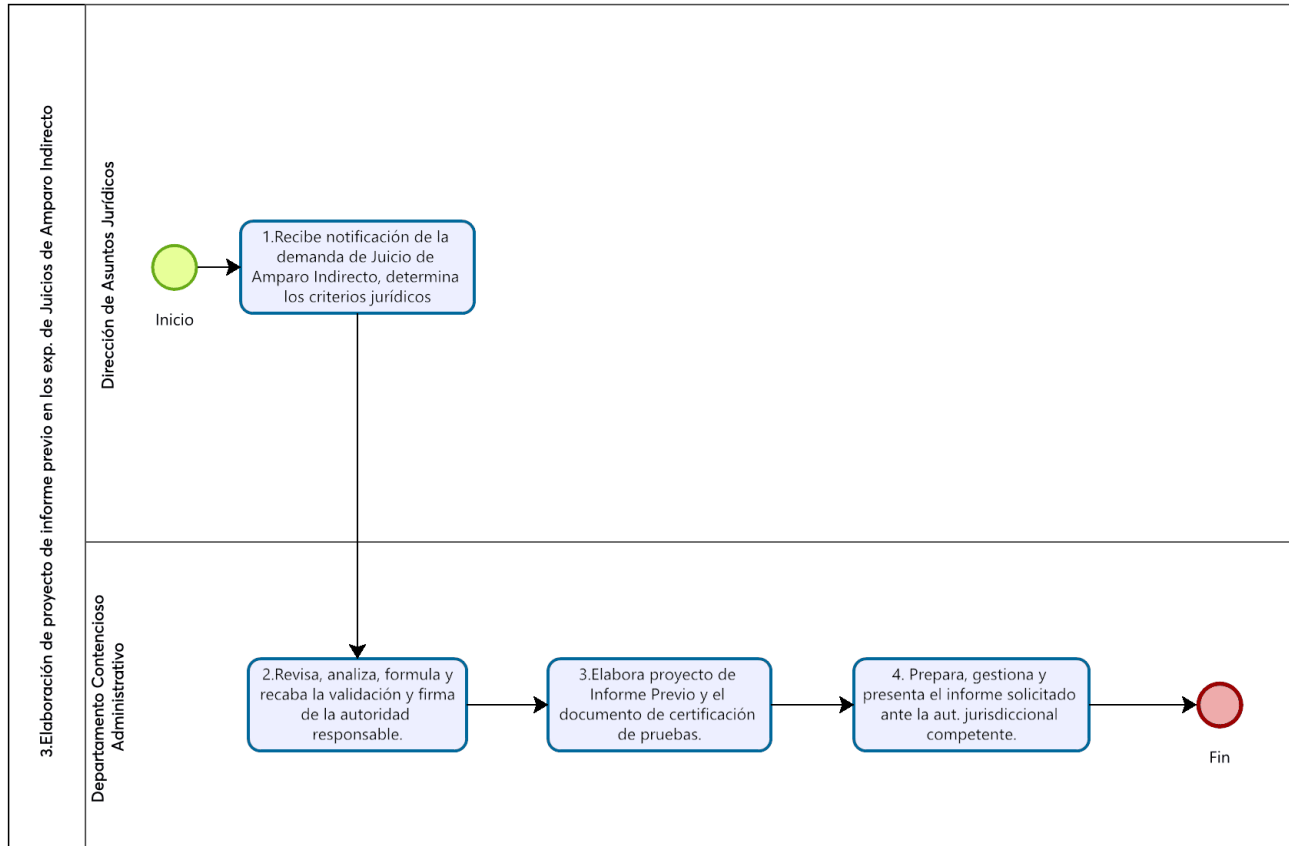 3.Elaboración de proyecto de informe previo en los exp. de Juicios de Amparo Indirecto
Dirección de Asuntos Jurídicos
Inicio
1.Recibe notificación de la
demanda de Juicio de
Amparo Indirecto, determina
los criterios jurídicos
Departamento Contencioso
Administrativo
2.Revisa, analiza, formula y
recaba la validación y firma
de la autoridad
responsable.
3.Elabora proyecto de
Informe Previo y el
documento de certificación
de pruebas.
4. Prepara, gestiona y
presenta el informe solicitado
ante la aut. jurisdiccional
competente.
Fin